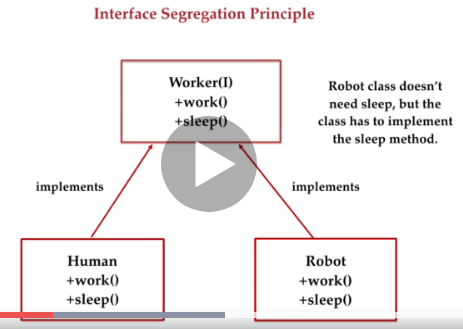 Interface Segregation Principle
Worker(I)
+work()
+sleep()
Robot class doesn't
need sleep, but the
class has to implement
the sleep method.
implements
implements
Human
+work()
+sleep()
Robot
+work()
+sleep()